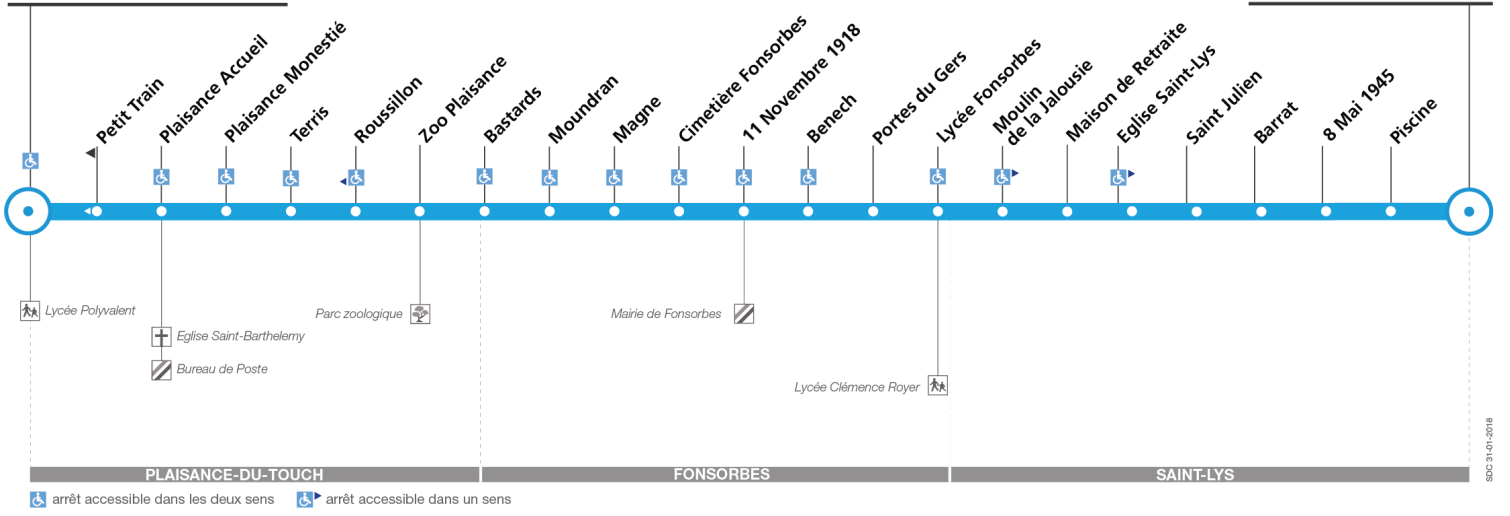 Petit Train
Plaisance Accueil
Plaisance Monestié
Terris
Roussillon
Zoo Plaisance
Bastards
Moundran
Magne
Cimetière Fonsorbes
11 Novembre 1918
Benech
Portes du Gers
Lycée Fonsorbes
Moulin
de la Jalousie
Maison de Retraite
Eglise Saint-Lys
Saint Julien
Barrat
8 Mai 1945
Piscine
Lycée Polyvalent
Eglise Saint-Barthelemy
Bureau de Poste
Parc zoologique
Mairie de Fonsorbes
Lycée Clémence Royer
PLAISANCE-DU-TOUCH
FONSORBES
SAINT-LYS
arrêt accessible dans les deux sens
arrêt accessible dans un sens
SDC 31-01-2018